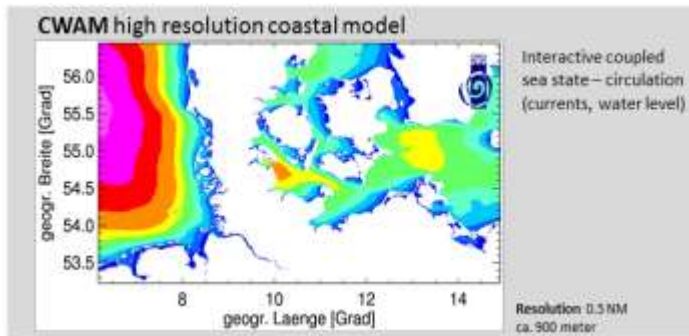 CWAM high resolution coastal model
Interactive coupled
sea state – circulation
(currents, water level)
56.0
55.5
55.0
54.5
54.0
53.5
geogr. Breite [Grad]
8
10
12
14
geogr. Laenge [Grad]
Resolution 0.5 NM
ca. 900 meter